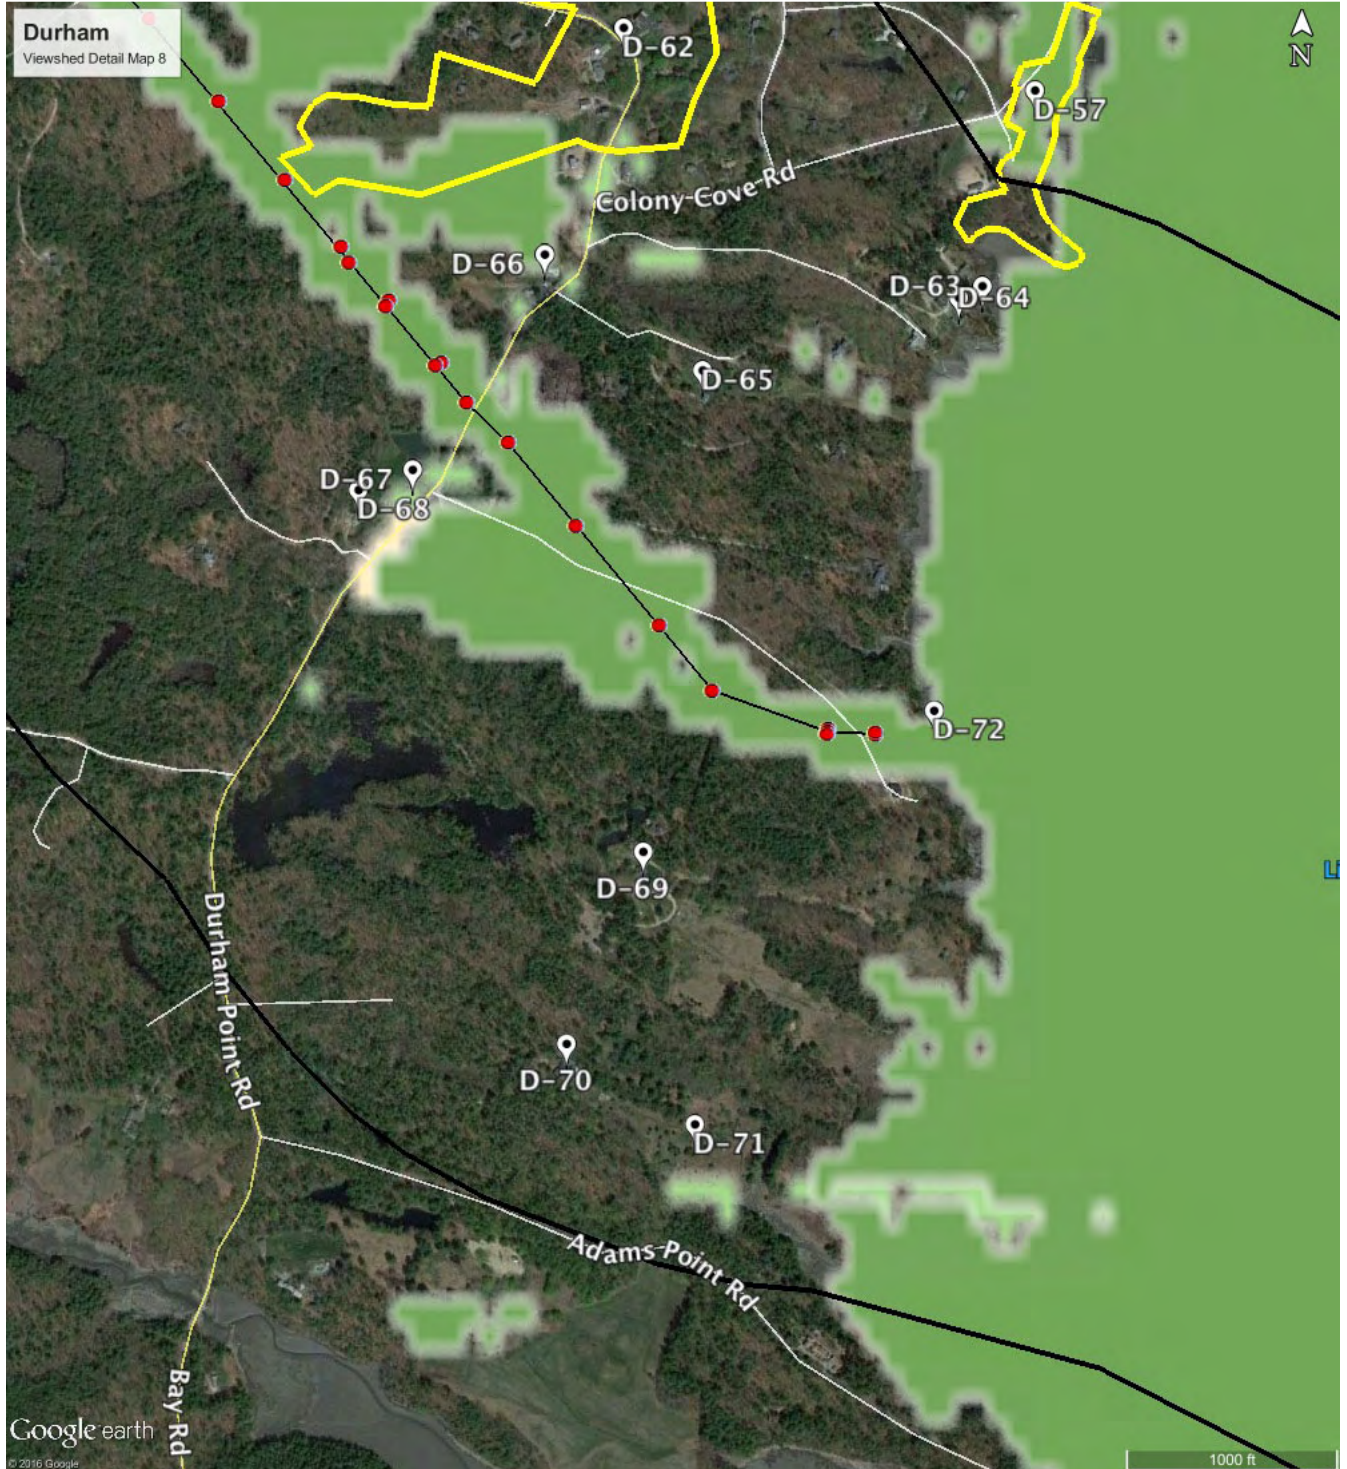 Durham
Viewshed Detail Map 8
N
D-62
D-57
Colony Cove Rd
D-66
D-63
D-64
D-65
D-67
D-68
D-72
D-69
Li
Durham Point Rd
D-70
D-71
Adams Point Rd
Bay Rd
Google earth
© 2016 Google
1000 ft